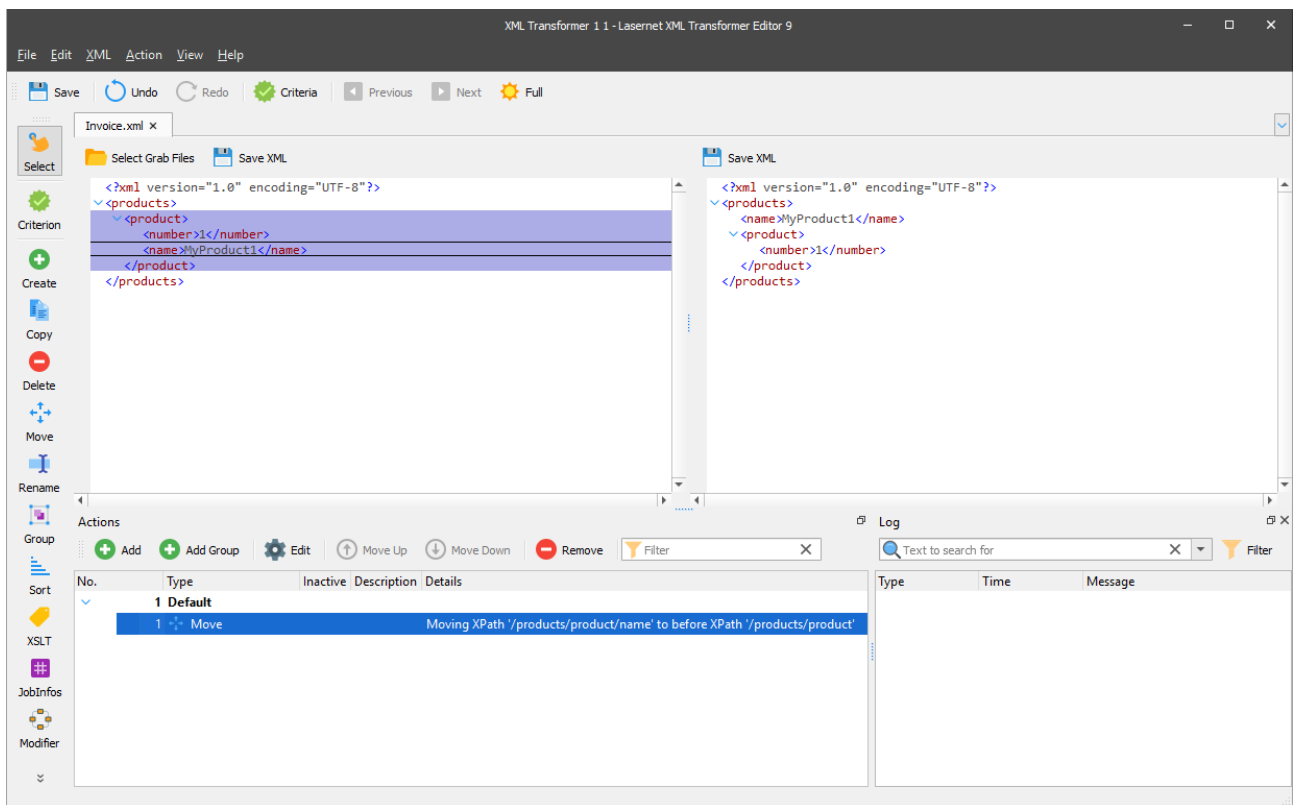 XML Transformer 1 1 - Lasernet XML Transformer Editor 9
File Edit XML Action View Help
Save Undo Redo Criteria Previous Next Full
Invoice.xml ×
Select
Criterion
Create
Copy
Delete
Move
Rename
Group
Sort
XSLT
JobInfos
Modifier
Select Grab Files Save XML
<?xml version="1.0" encoding="UTF-8"?>
<products>
<product>
<number>1</number>
<name>MyProduct1</name>
</product>
</products>
Save XML
<?xml version="1.0" encoding="UTF-8"?>
<products>
<name>MyProduct1</name>
<product>
<number>1</number>
</product>
</products>
Actions
Add Add Group Edit Move Up Move Down Remove Filter
No. Type Inactive Description Details
1 Default
1 Move Moving XPath '/products/product/name' to before XPath '/products/product'
Log
Text to search for Filter
Type Time Message